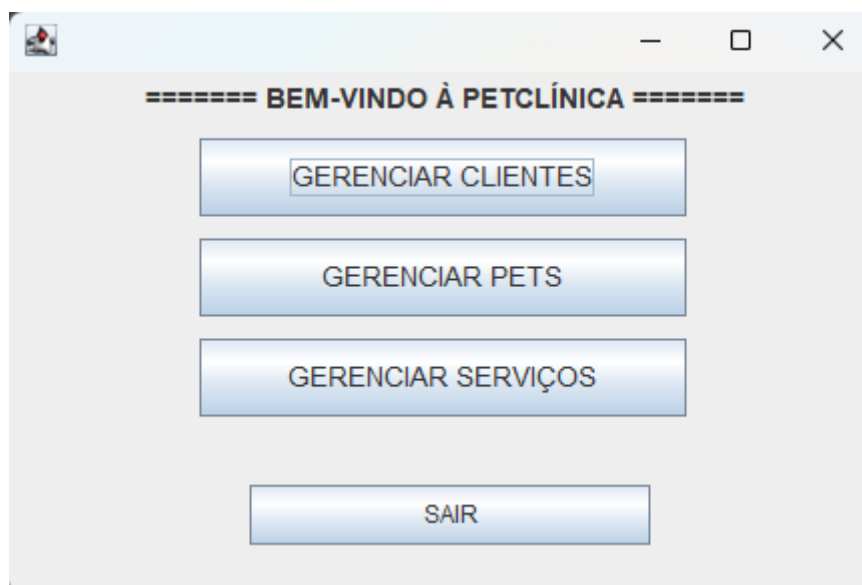 ======= BEM-VINDO À PETCLÍNICA =======
GERENCIAR CLIENTES
GERENCIAR PETS
GERENCIAR SERVIÇOS
SAIR